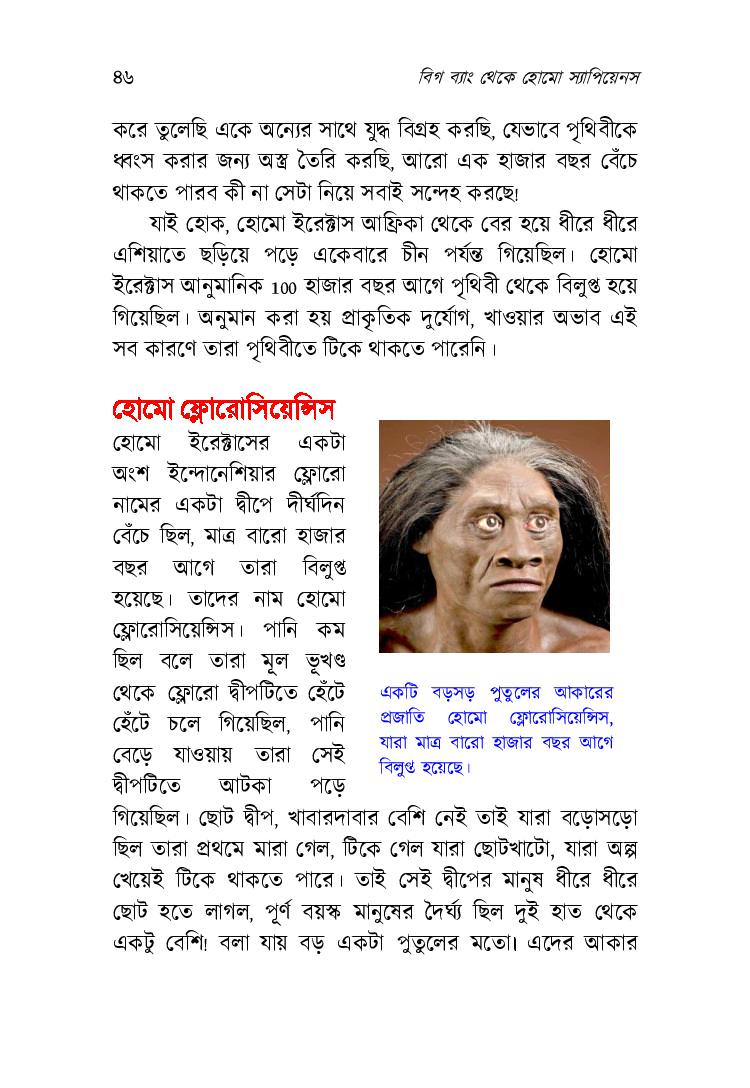 ৪৬ বিগ ব্যাং থেকে হোমো স্যাপিয়েনস
করে তুলেছি একে অন্যের সাথে যুদ্ধ বিগ্রহ করছি, যেভাবে পৃথিবীকে
ধ্বংস করার জন্য অস্ত্র তৈরি করছি, আরো এক হাজার বছর বেঁচে
থাকতে পারব কী না সেটা নিয়ে সবাই সন্দেহ করছে!
যাই হোক, হোমো ইরেক্টাস আফ্রিকা থেকে বের হয়ে ধীরে ধীরে
এশিয়াতে ছড়িয়ে পড়ে একেবারে চীন পর্যন্ত গিয়েছিল। হোমো
ইরেক্টাস আনুমানিক 100 হাজার বছর আগে পৃথিবী থেকে বিলুপ্ত হয়ে
গিয়েছিল। অনুমান করা হয় প্রাকৃতিক দুর্যোগ, খাওয়ার অভাব এই
সব কারণে তারা পৃথিবীতে টিকে থাকতে পারেনি।
হোমো ফ্লোরোসিয়েন্সিস
হোমো ইরেক্টাসের একটা
অংশ ইন্দোনেশিয়ার ফ্লোরো
নামের একটা দ্বীপে দীর্ঘদিন
বেঁচে ছিল, মাত্র বারো হাজার
বছর আগে তারা বিলুপ্ত
হয়েছে। তাদের নাম হোমো
ফ্লোরোসিয়েন্সিস। পানি কম
ছিল বলে তারা মূল ভূখণ্ড
থেকে ফ্লোরো দ্বীপটিতে হেঁটে
হেঁটে চলে গিয়েছিল, পানি
বেড়ে যাওয়ায় তারা সেই
দ্বীপটিতে আটকা পড়ে
একটি বড়সড় পুতুলের আকারের
প্রজাতি হোমো ফ্লোরোসিয়েন্সিস,
যারা মাত্র বারো হাজার বছর আগে
বিলুপ্ত হয়েছে।
গিয়েছিল। ছোট দ্বীপ, খাবারদাবার বেশি নেই তাই যারা বড়োসড়ো
ছিল তারা প্রথমে মারা গেল, টিকে গেল যারা ছোটখাটো, যারা অল্প
খেয়েই টিকে থাকতে পারে। তাই সেই দ্বীপের মানুষ ধীরে ধীরে
ছোট হতে লাগল, পূর্ণ বয়স্ক মানুষের দৈর্ঘ্য ছিল দুই হাত থেকে
একটু বেশি! বলা যায় বড় একটা পুতুলের মতো। এদের আকার